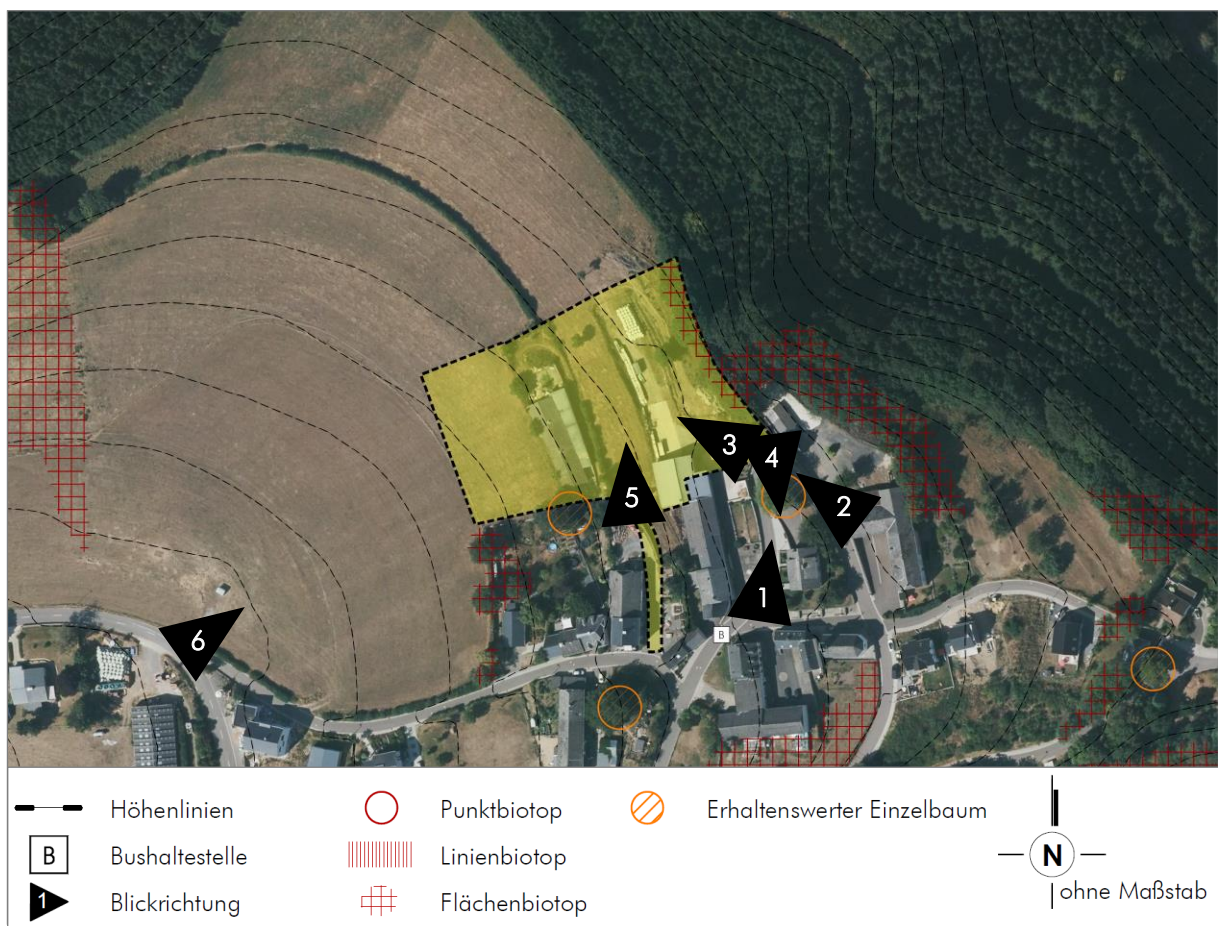 3
4
5
2
1
6
B
Höhenlinien
Punktbiotop
Erhaltenswerter Einzelbaum
B
Bushaltestelle
Linienbiotop
N
1
Blickrichtung
Flächenbiotop
ohne Maßstab